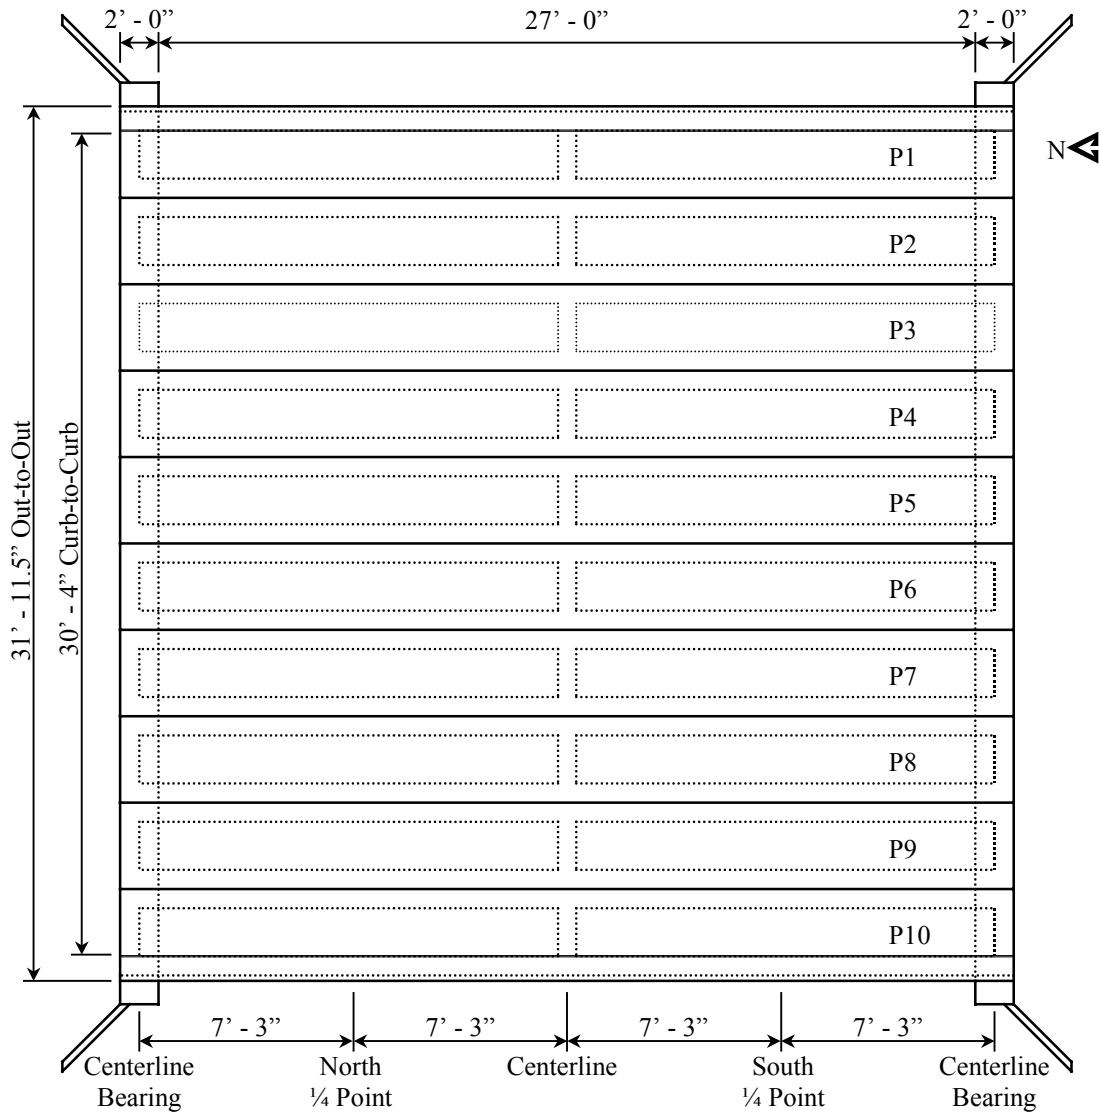 2’ - 0”
27’ - 0”
2’ - 0”
N
P1
P2
P3
P4
P5
P6
P7
P8
P9
P10
31’ - 11.5” Out-to-Out
30’ - 4” Curb-to-Curb
7’ - 3”
7’ - 3”
7’ - 3”
7’ - 3”
Centerline
Bearing
North
¼ Point
Centerline
South
¼ Point
Centerline
Bearing